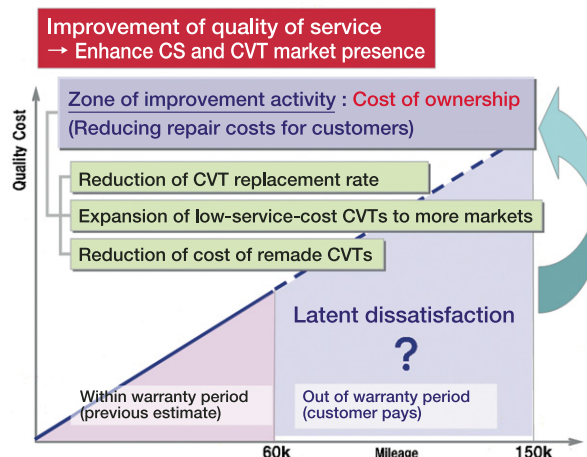 Improvement of quality of service
→ Enhance CS and CVT market presence
Quality Cost
Zone of improvement activity : Cost of ownership
(Reducing repair costs for customers)
Reduction of CVT replacement rate
Expansion of low-service-cost CVTs to more markets
Reduction of cost of remade CVTs
Latent dissatisfaction
?
Within warranty period
(previous estimate)
Out of warranty period
(customer pays)
60k
Mileage
150k